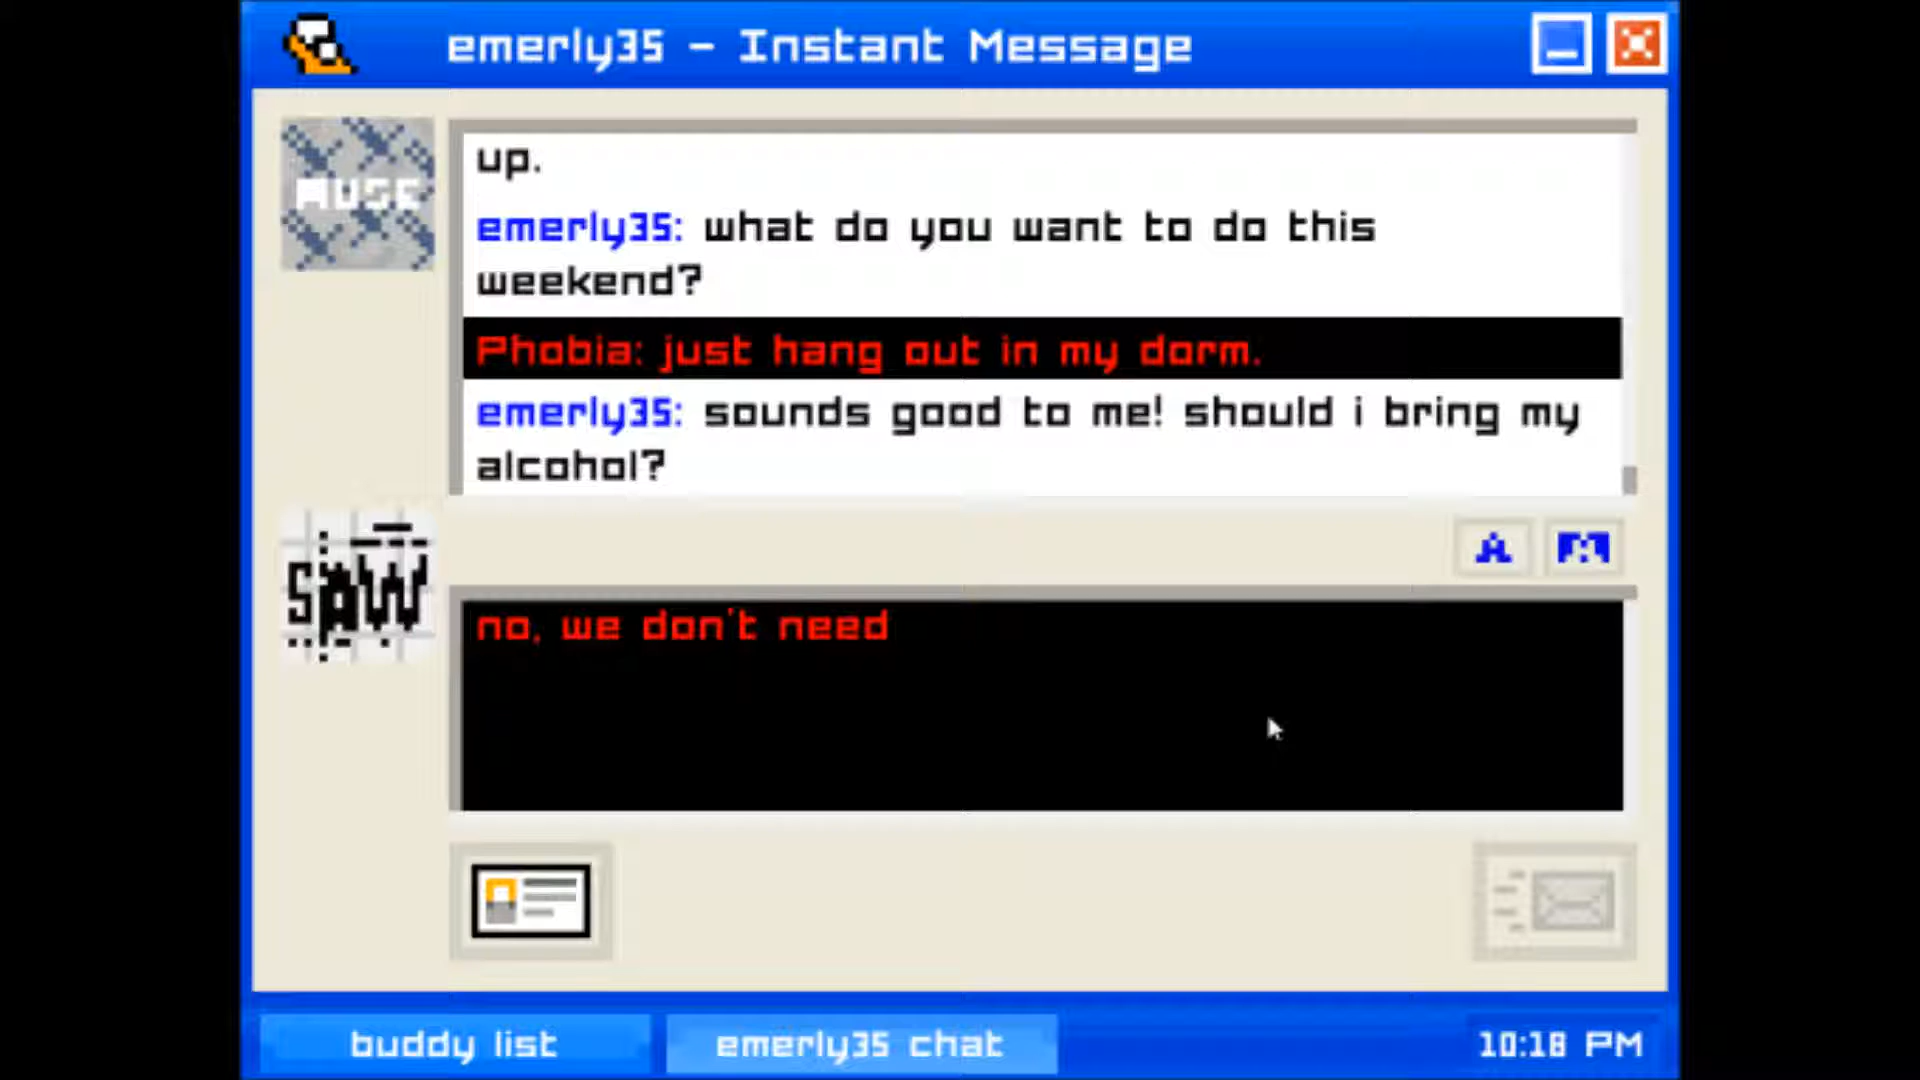 emerly35 - Instant Message
MUSE
up.
emerly35: what do you want to do this
weekend?
Phobia: just hang out in my dorm.
emerly35: sounds good to me! should i bring my
alcohol?
A
SAW
no, we don't need
buddy list
emerly35 chat
10:18 PM